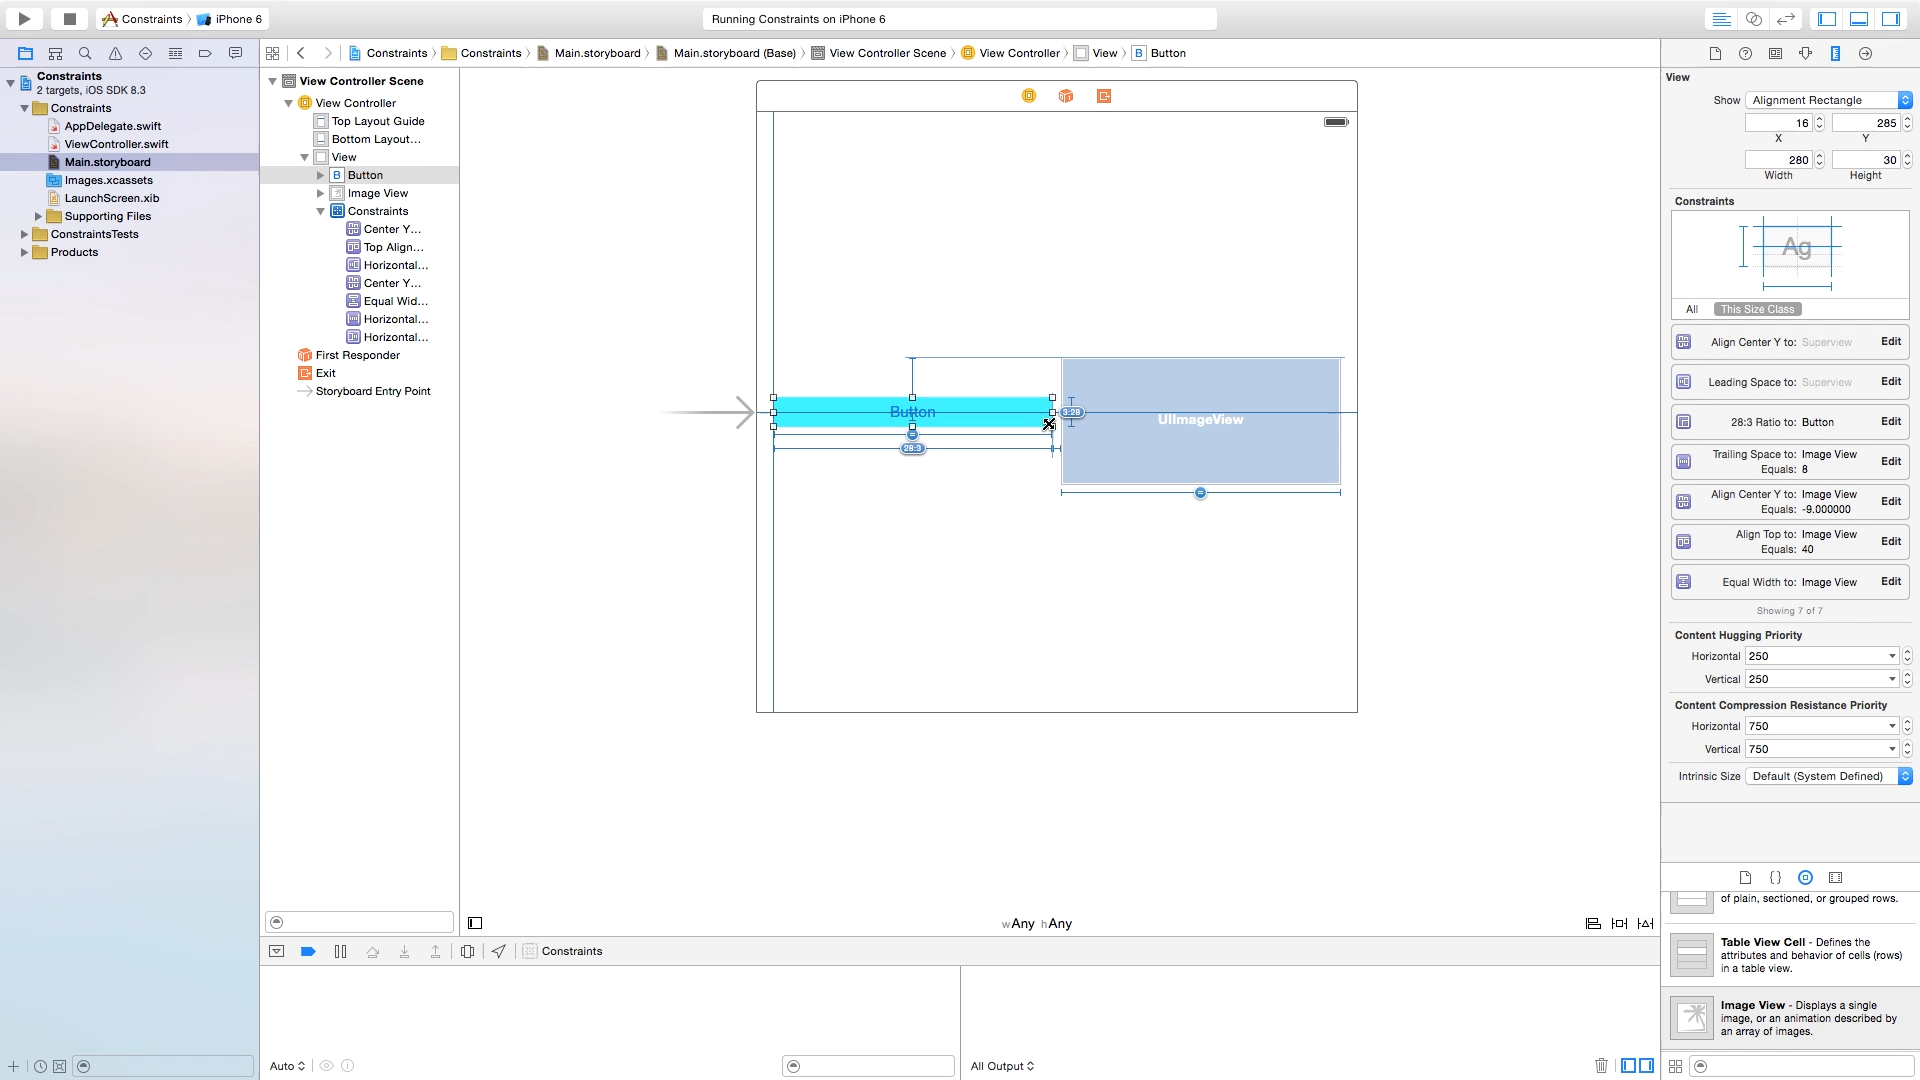 Constraints
iPhone 6
Running Constraints on iPhone 6
Constraints
2 targets, iOS SDK 8.3
Constraints
AppDelegate.swift
ViewController.swift
Main.storyboard
Images.xcassets
LaunchScreen.xib
Supporting Files
ConstraintsTests
Products
Constraints
Constraints
Main.storyboard
Main.storyboard (Base)
View Controller Scene
View Controller
View
B Button
View Controller Scene
View Controller
Top Layout Guide
Bottom Layout...
View
B Button
Image View
Constraints
Center Y...
Top Align...
Horizontal...
Center Y...
Equal Wid...
Horizontal...
Horizontal...
First Responder
Exit
Storyboard Entry Point
Button
28:3
3:28
UIImageView
wAny hAny
Constraints
Auto
All Output
View
Show Alignment Rectangle
16 285
X Y
280 30
Width Height
Constraints
Ag
All This Size Class
Align Center Y to: Superview Edit
Leading Space to: Superview Edit
28:3 Ratio to: Button Edit
Trailing Space to: Image View Edit
Equals: 8
Align Center Y to: Image View Edit
Equals: -9.000000
Align Top to: Image View Edit
Equals: 40
Equal Width to: Image View Edit
Showing 7 of 7
Content Hugging Priority
Horizontal 250
Vertical 250
Content Compression Resistance Priority
Horizontal 750
Vertical 750
Intrinsic Size Default (System Defined)
{}
of plain, sectioned, or grouped rows.
Table View Cell - Defines the
attributes and behavior of cells (rows)
in a table view.
Image View - Displays a single
image, or an animation described by
an array of images.